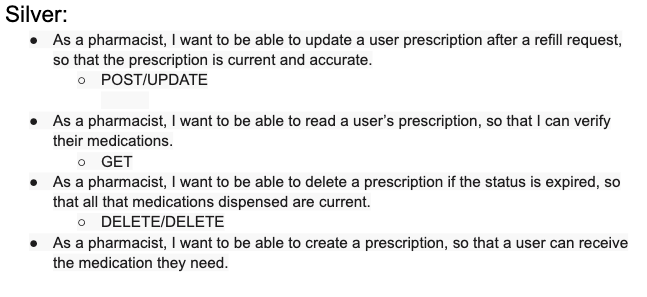 Silver:
● As a pharmacist, I want to be able to update a user prescription after a refill request,
so that the prescription is current and accurate.
○ POST/UPDATE
● As a pharmacist, I want to be able to read a user's prescription, so that I can verify
their medications.
○ GET
● As a pharmacist, I want to be able to delete a prescription if the status is expired, so
that all that medications dispensed are current.
○ DELETE/DELETE
● As a pharmacist, I want to be able to create a prescription, so that a user can receive
the medication they need.